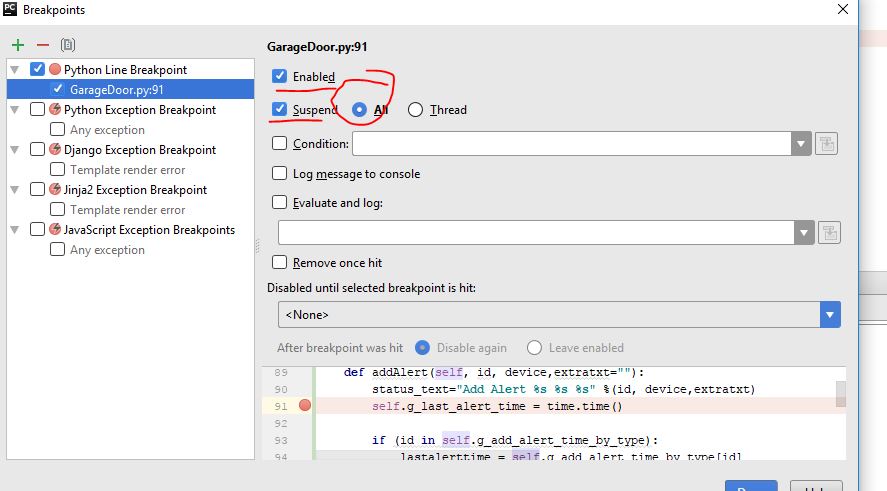 PC Breakpoints
GarageDoor.py:91
Python Line Breakpoint
GarageDoor.py:91
Python Exception Breakpoint
Any exception
Django Exception Breakpoint
Template render error
Jinja2 Exception Breakpoint
Template render error
JavaScript Exception Breakpoints
Any exception
Enabled
Suspend All Thread
Condition:
Log message to console
Evaluate and log:
Remove once hit
Disabled until selected breakpoint is hit:
<None>
After breakpoint was hit Disable again Leave enabled
89 def addAlert(self, id, device,extratxt=""):
90 status_text="Add Alert %s %s %s" %(id, device,extratxt)
91 self.g_last_alert_time = time.time()
92
93 if (id in self.g_add_alert_time_by_type):
94 lastalerttime = self.g_add_alert_time_by_type[id]